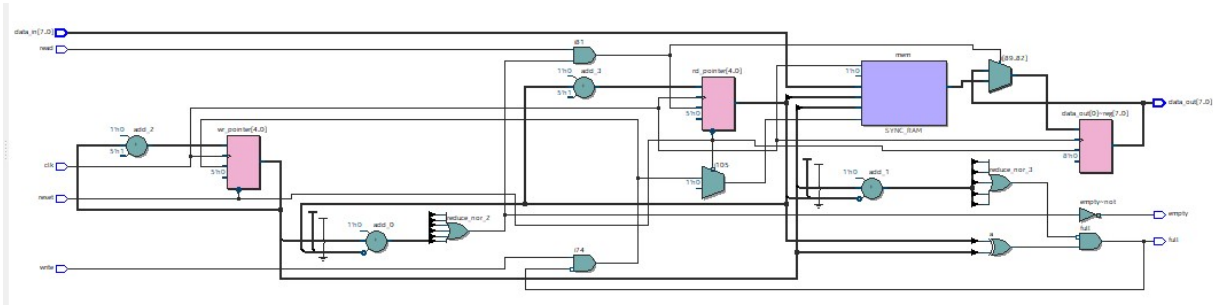 data_in[7..0]
read
i81
1'h0
add_3
5'h1
rd_pointer[4..0]
5'h0
mem
1'h0
SYNC_RAM
i[89..82]
data_out[7..0]
data_out[0]~reg[7..0]
8'h0
1'h0
add_2
5'h1
wr_pointer[4..0]
5'h0
clk
i105
1'h0
reset
1'h0
add_1
reduce_nor_3
1'h0
add_0
reduce_nor_2
empty~not
empty
a
full
full
write
i74